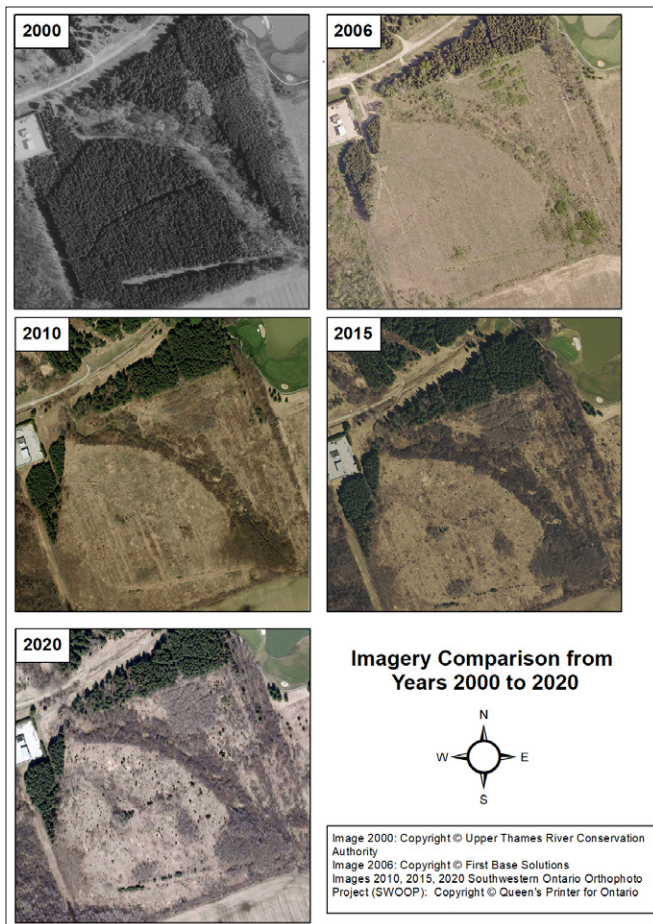 2000
2006
2010
2015
2020
Imagery Comparison from
Years 2000 to 2020
N
W E
S
Image 2000: Copyright © Upper Thames River Conservation
Authority
Image 2006: Copyright © First Base Solutions
Images 2010, 2015, 2020 Southwestern Ontario Orthophoto
Project (SWOOP): Copyright © Queen's Printer for Ontario